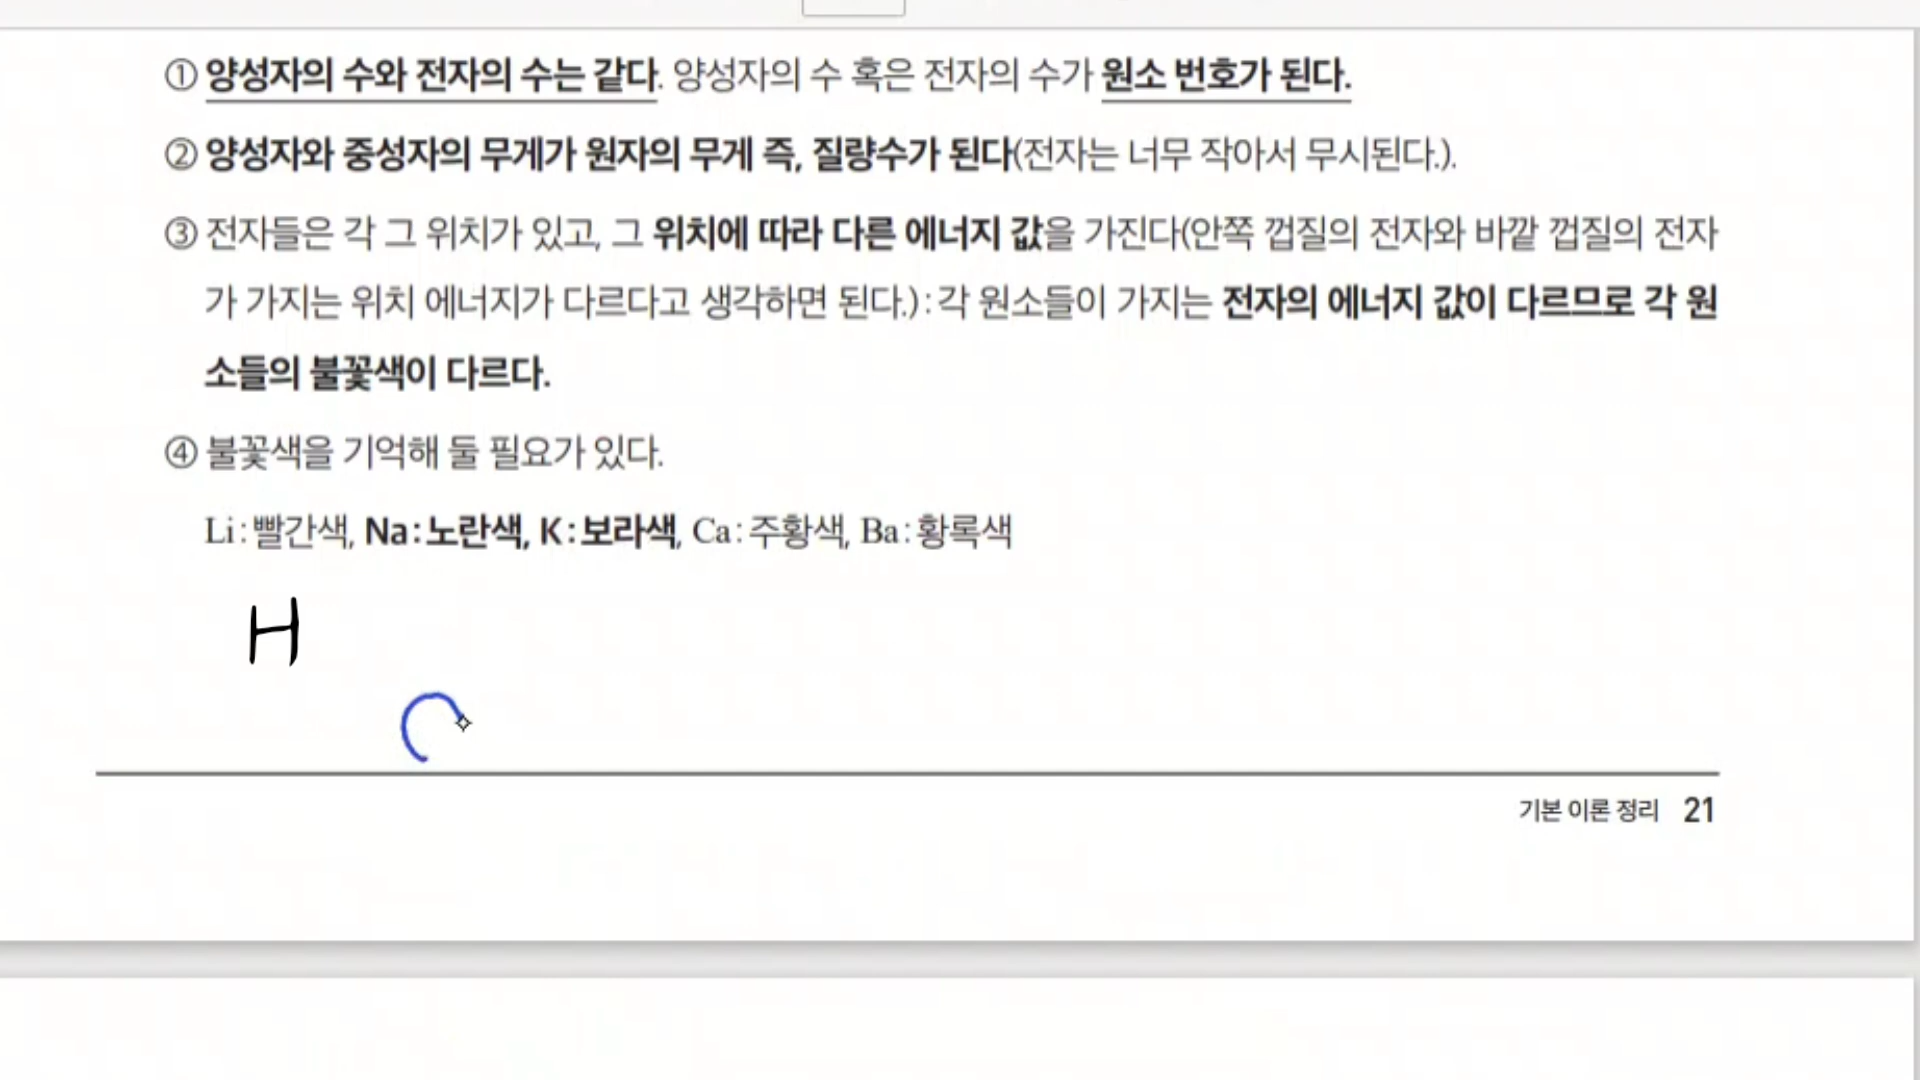 ① 양성자의 수와 전자의 수는 같다. 양성자의 수 혹은 전자의 수가 원소 번호가 된다.
② 양성자와 중성자의 무게가 원자의 무게 즉, 질량수가 된다(전자는 너무 작아서 무시된다.).
③ 전자들은 각 그 위치가 있고, 그 위치에 따라 다른 에너지 값을 가진다(안쪽 껍질의 전자와 바깥 껍질의 전자
가 가지는 위치 에너지가 다르다고 생각하면 된다.):각 원소들이 가지는 전자의 에너지 값이 다르므로 각 원
소들의 불꽃색이 다르다.
④ 불꽃색을 기억해 둘 필요가 있다.
Li:빨간색, Na:노란색, K:보라색, Ca:주황색, Ba:황록색
H
기본 이론 정리 21